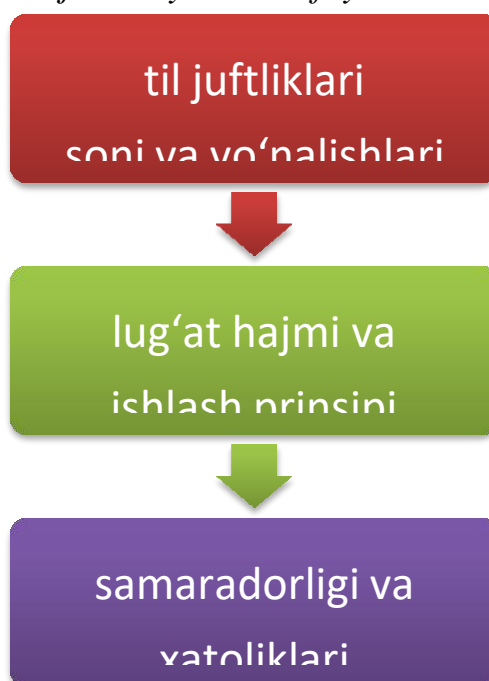 til juftliklari
soni va yo‘nalishlari
lug‘at hajmi va
ishlash prinsipi
samaradorligi va
xatoliklari